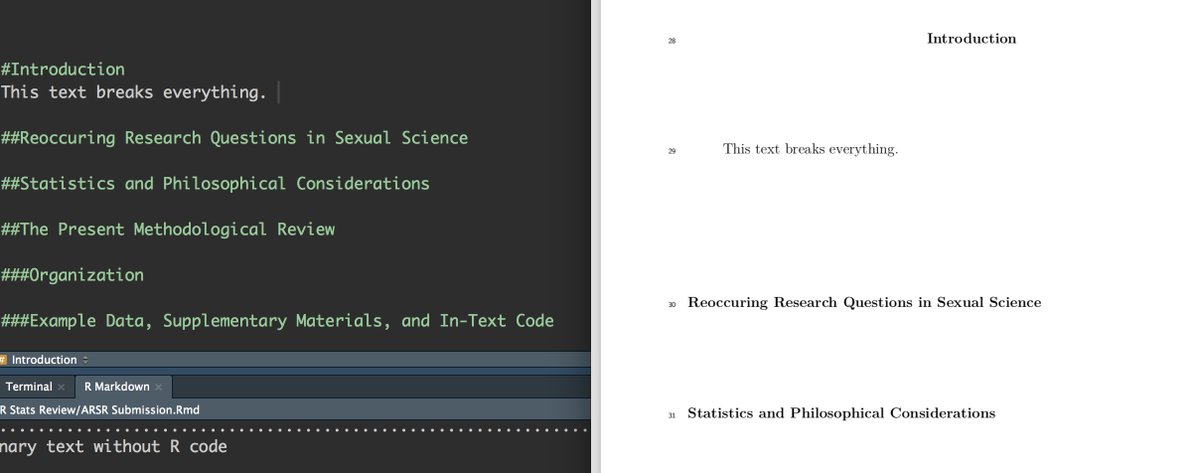 #Introduction
This text breaks everything.
##Reoccuring Research Questions in Sexual Science
##Statistics and Philosophical Considerations
##The Present Methodological Review
###Organization
###Example Data, Supplementary Materials, and In-Text Code
# Introduction
Terminal × R Markdown ×
R Stats Review/ARSR Submission.Rmd
nary text without R code
28 Introduction
29 This text breaks everything.
30 Reoccuring Research Questions in Sexual Science
31 Statistics and Philosophical Considerations